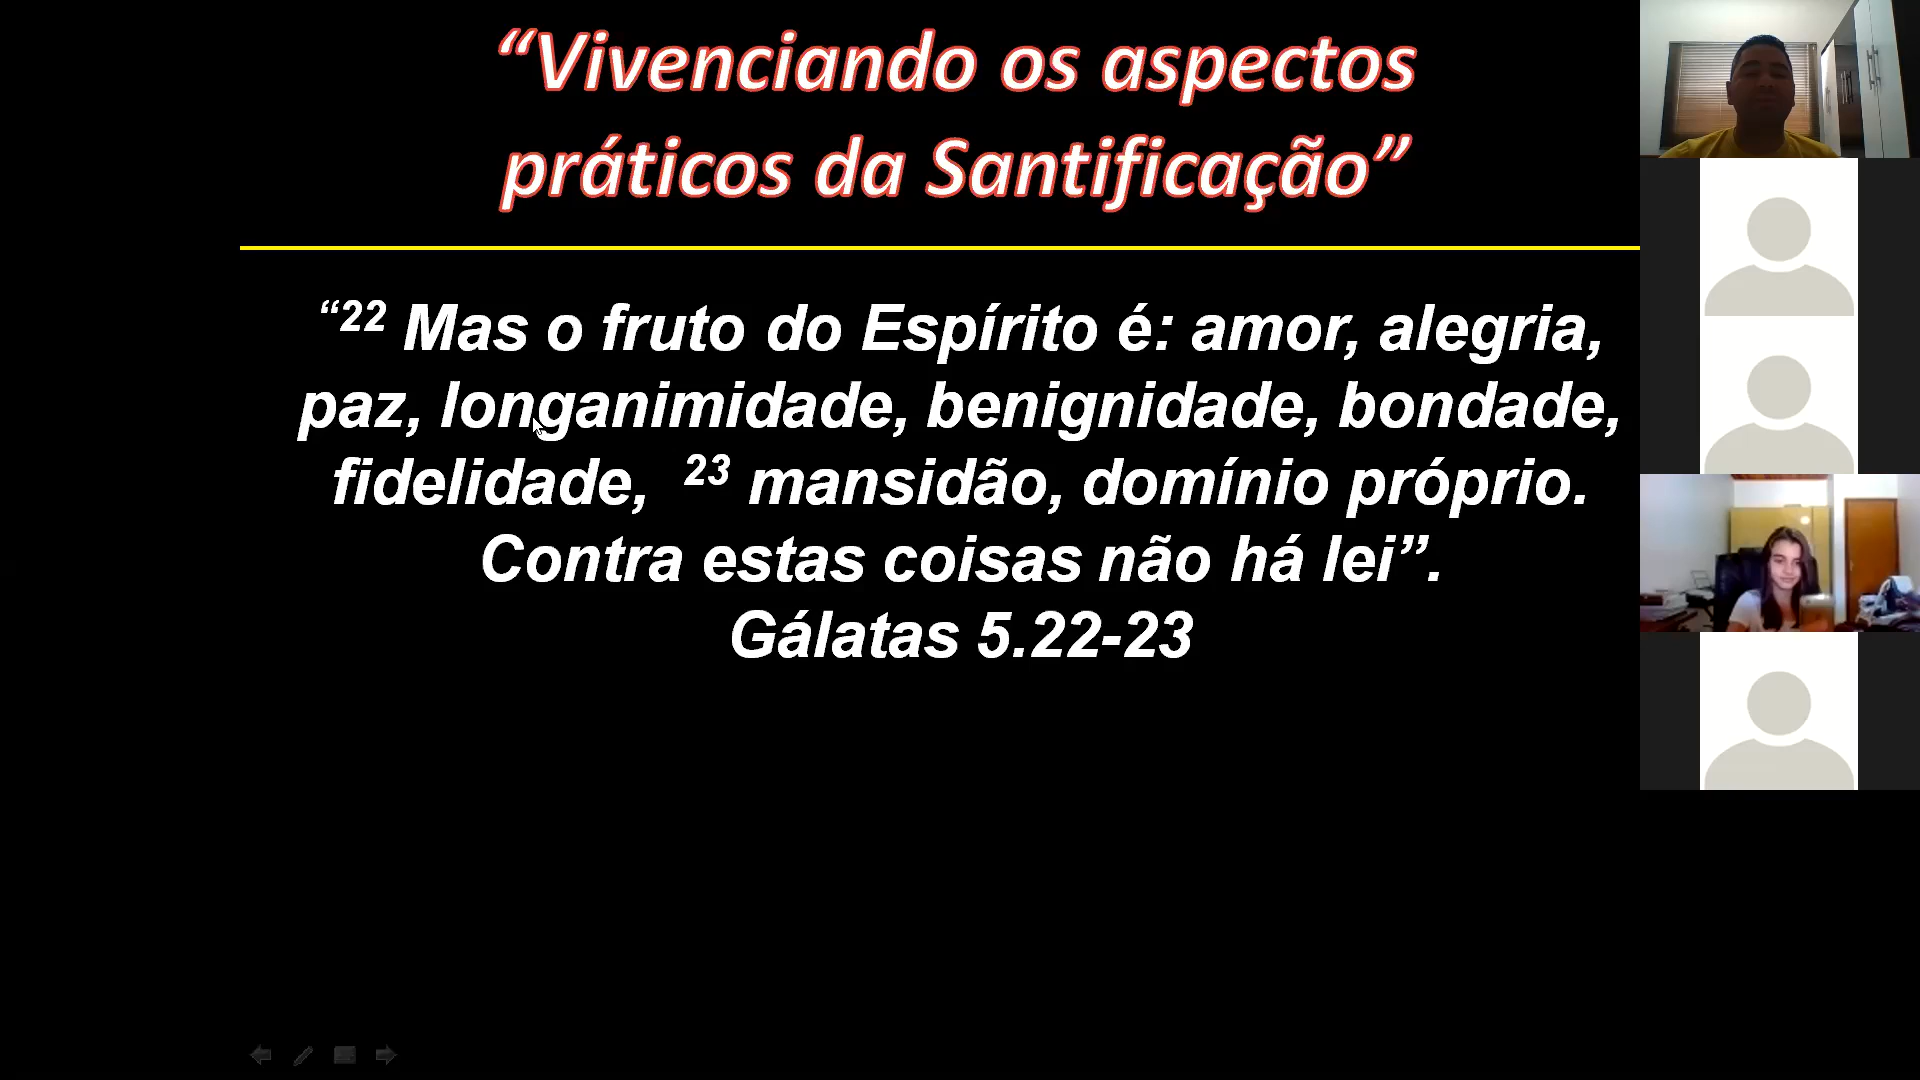 “Vivenciando os aspectos
práticos da Santificação”
“22 Mas o fruto do Espírito é: amor, alegria,
paz, longanimidade, benignidade, bondade,
fidelidade, 23 mansidão, domínio próprio.
Contra estas coisas não há lei”.
Gálatas 5.22-23